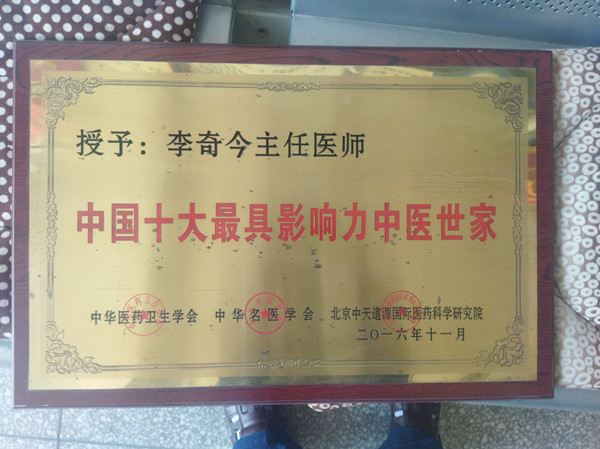 授予：李奇今主任医师
中国十大最具影响力中医世家
中华医药卫生学会 中华名医学会 北京中天道源国际医药科学研究院
二〇一六年十一月